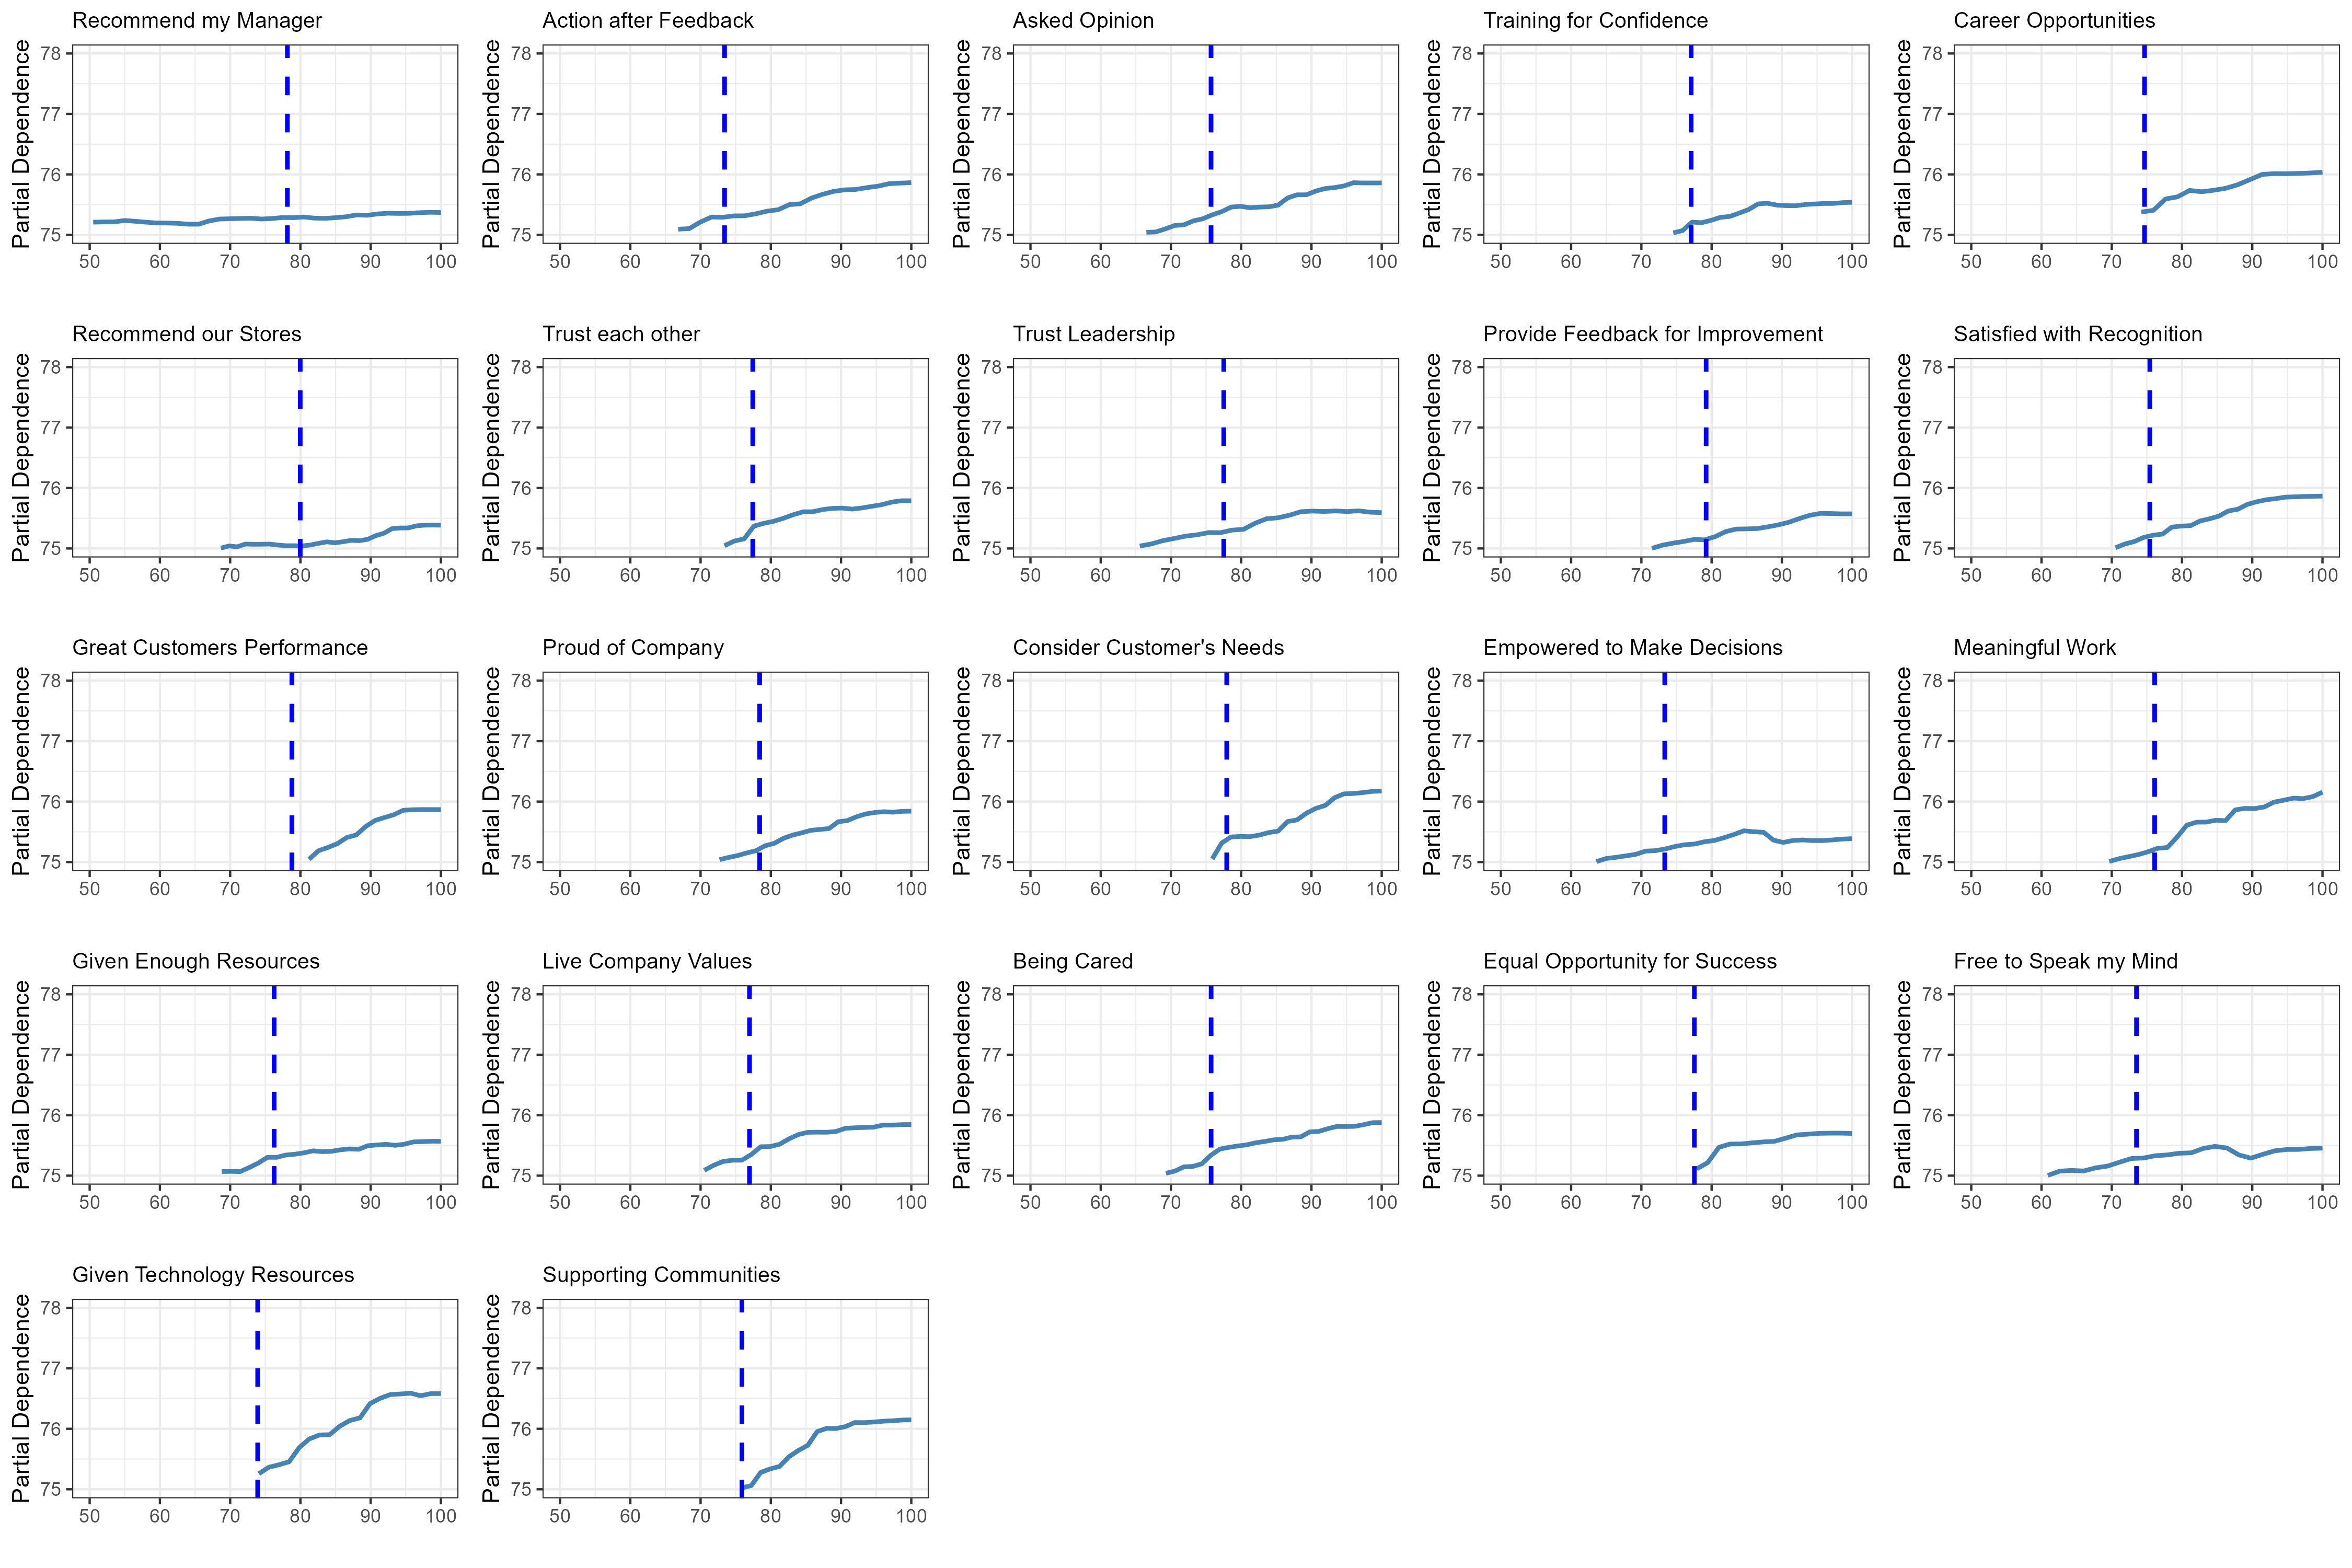 Recommend my Manager
Partial Dependence
78
77
76
75
50 60 70 80 90 100
Action after Feedback
Partial Dependence
78
77
76
75
50 60 70 80 90 100
Asked Opinion
Partial Dependence
78
77
76
75
50 60 70 80 90 100
Training for Confidence
Partial Dependence
78
77
76
75
50 60 70 80 90 100
Career Opportunities
Partial Dependence
78
77
76
75
50 60 70 80 90 100
Recommend our Stores
Partial Dependence
78
77
76
75
50 60 70 80 90 100
Trust each other
Partial Dependence
78
77
76
75
50 60 70 80 90 100
Trust Leadership
Partial Dependence
78
77
76
75
50 60 70 80 90 100
Provide Feedback for Improvement
Partial Dependence
78
77
76
75
50 60 70 80 90 100
Satisfied with Recognition
Partial Dependence
78
77
76
75
50 60 70 80 90 100
Great Customers Performance
Partial Dependence
78
77
76
75
50 60 70 80 90 100
Proud of Company
Partial Dependence
78
77
76
75
50 60 70 80 90 100
Consider Customer's Needs
Partial Dependence
78
77
76
75
50 60 70 80 90 100
Empowered to Make Decisions
Partial Dependence
78
77
76
75
50 60 70 80 90 100
Meaningful Work
Partial Dependence
78
77
76
75
50 60 70 80 90 100
Given Enough Resources
Partial Dependence
78
77
76
75
50 60 70 80 90 100
Live Company Values
Partial Dependence
78
77
76
75
50 60 70 80 90 100
Being Cared
Partial Dependence
78
77
76
75
50 60 70 80 90 100
Equal Opportunity for Success
Partial Dependence
78
77
76
75
50 60 70 80 90 100
Free to Speak my Mind
Partial Dependence
78
77
76
75
50 60 70 80 90 100
Given Technology Resources
Partial Dependence
78
77
76
75
50 60 70 80 90 100
Supporting Communities
Partial Dependence
78
77
76
75
50 60 70 80 90 100